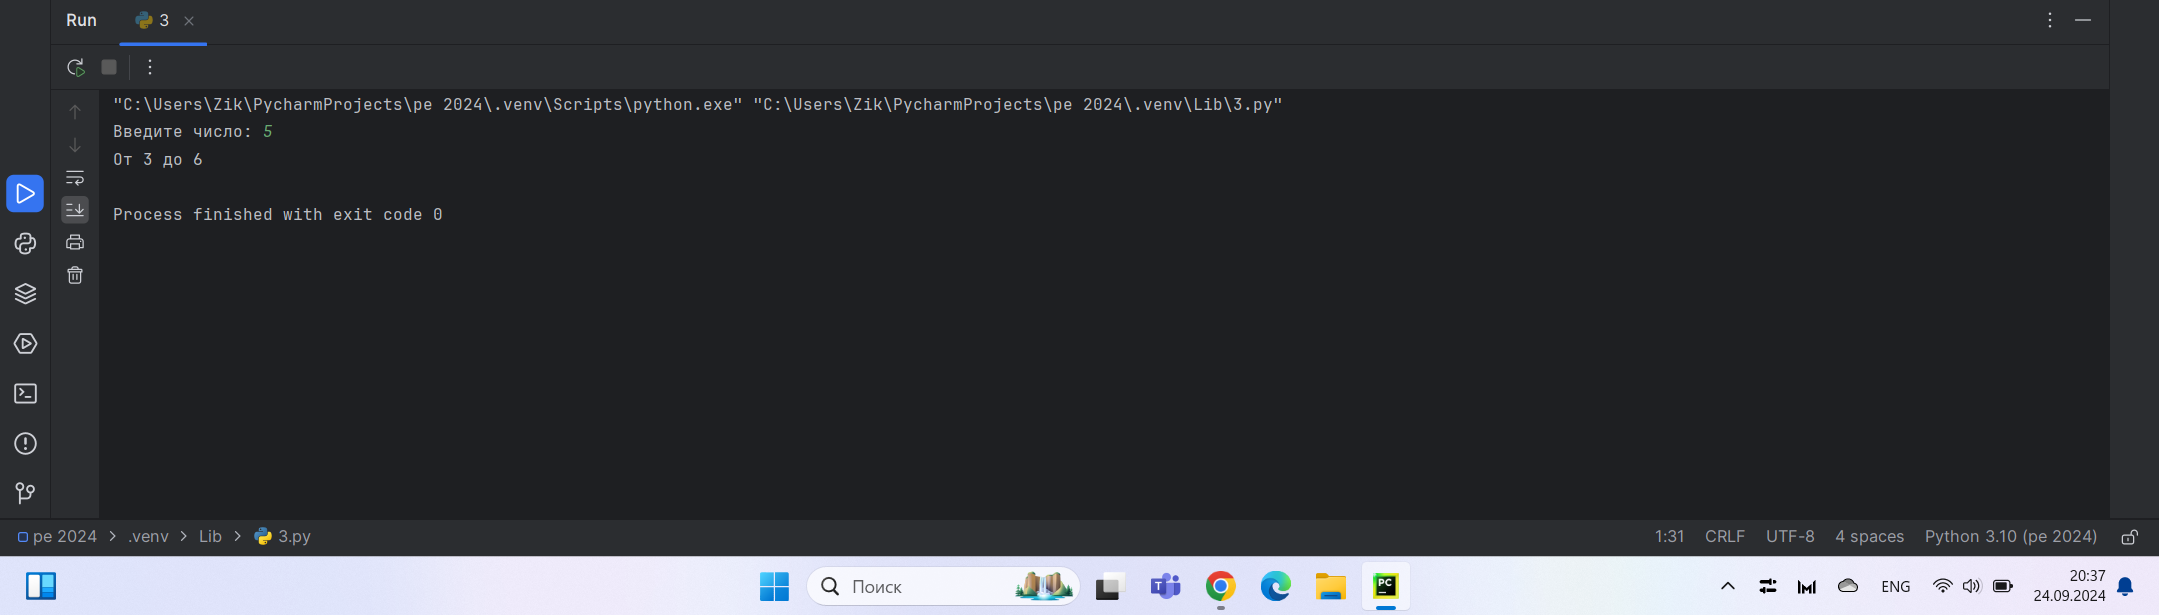 Run 3
"C:\Users\Zik\PycharmProjects\pe 2024\.venv\Scripts\python.exe" "C:\Users\Zik\PycharmProjects\pe 2024\.venv\Lib\3.py"
Введите число: 5
От 3 до 6
Process finished with exit code 0
pe 2024 > .venv > Lib > 3.py 1:31 CRLF UTF-8 4 spaces Python 3.10 (pe 2024)
Поиск T PC ENG 20:37
24.09.2024